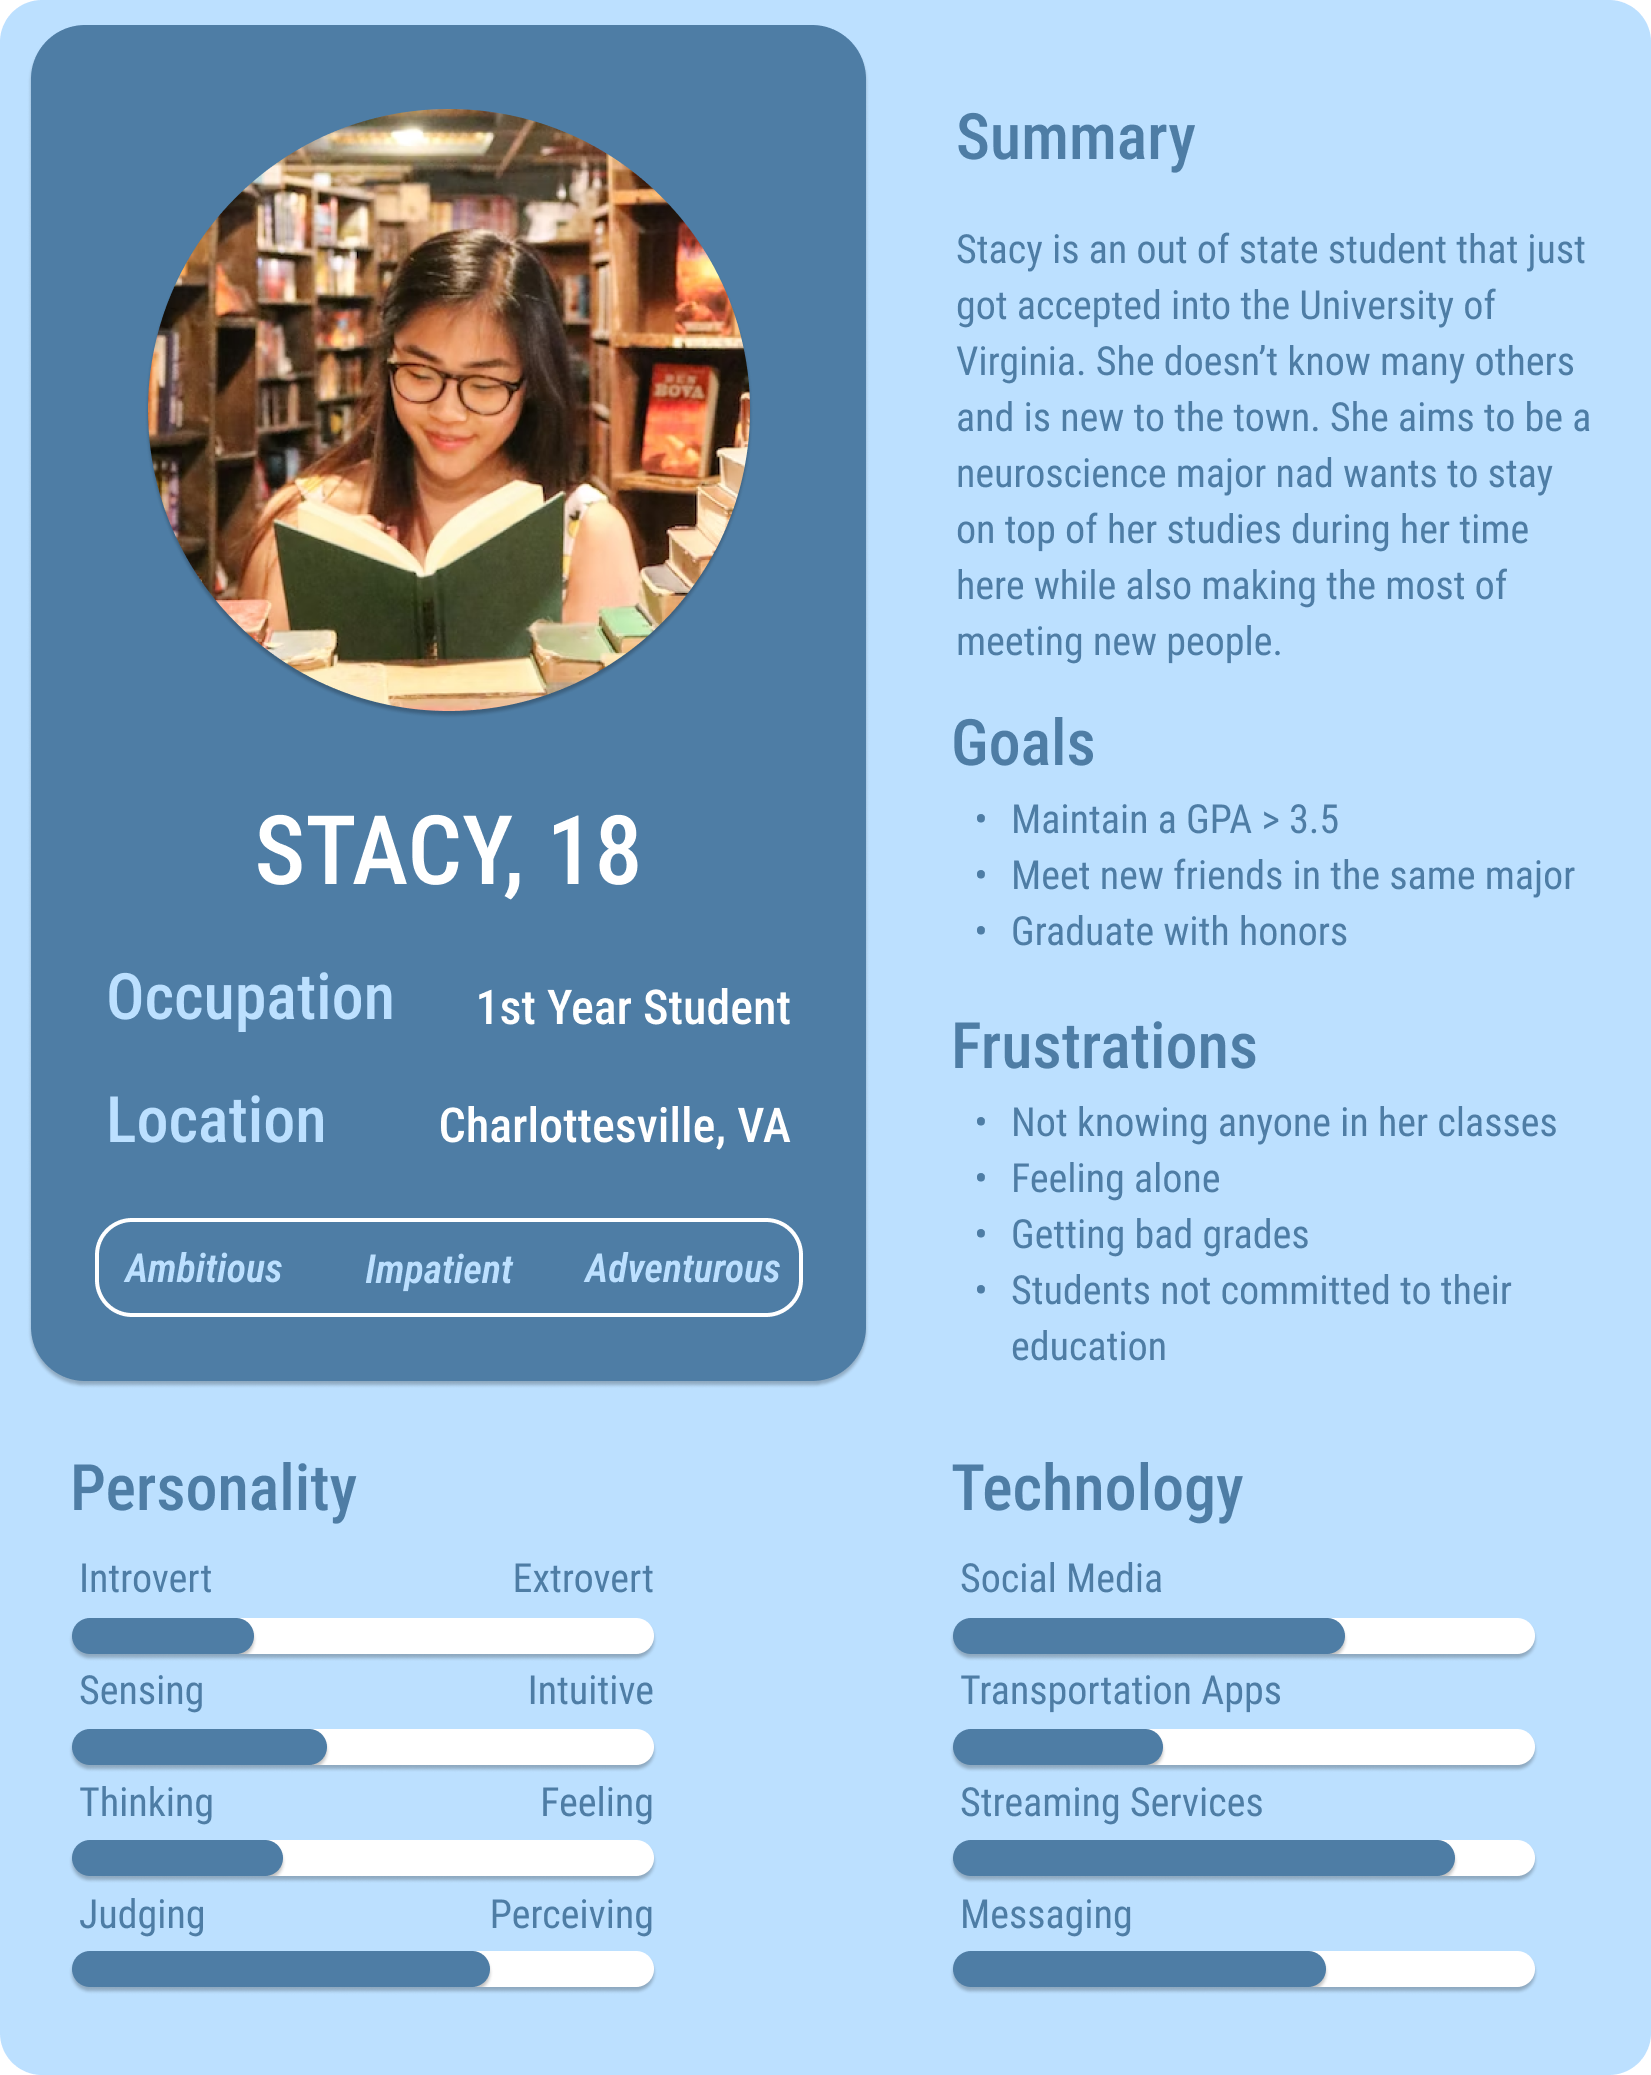 BEN
BOVA
STACY, 18
Occupation 1st Year Student
Location Charlottesville, VA
Ambitious Impatient Adventurous
Summary
Stacy is an out of state student that just
got accepted into the University of
Virginia. She doesn’t know many others
and is new to the town. She aims to be a
neuroscience major nad wants to stay
on top of her studies during her time
here while also making the most of
meeting new people.
Goals
• Maintain a GPA > 3.5
• Meet new friends in the same major
• Graduate with honors
Frustrations
• Not knowing anyone in her classes
• Feeling alone
• Getting bad grades
• Students not committed to their
education
Personality
Introvert Extrovert
Sensing Intuitive
Thinking Feeling
Judging Perceiving
Technology
Social Media
Transportation Apps
Streaming Services
Messaging